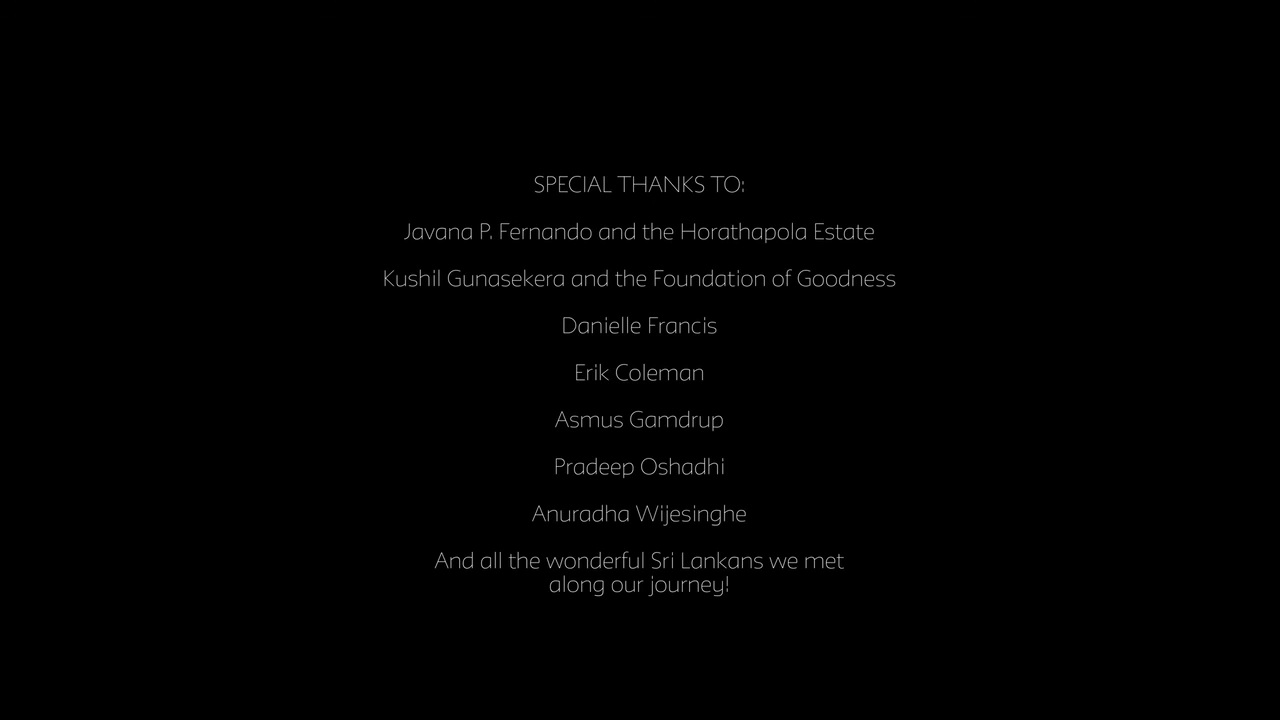 SPECIAL THANKS TO:
Javana P. Fernando and the Horathapola Estate
Kushil Gunasekera and the Foundation of Goodness
Danielle Francis
Erik Coleman
Asmus Gamdrup
Pradeep Oshadhi
Anuradha Wijesinghe
And all the wonderful Sri Lankans we met
along our journey!